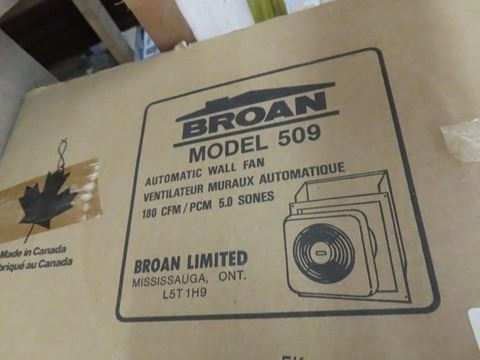 BROAN
MODEL 509
AUTOMATIC WALL FAN
VENTILATEUR MURAUX AUTOMATIQUE
180 CFM/PCM 5.0 SONES
BROAN LIMITED
MISSISSAUGA, ONT.
L5T 1H9
Made in Canada
briqué au Canada